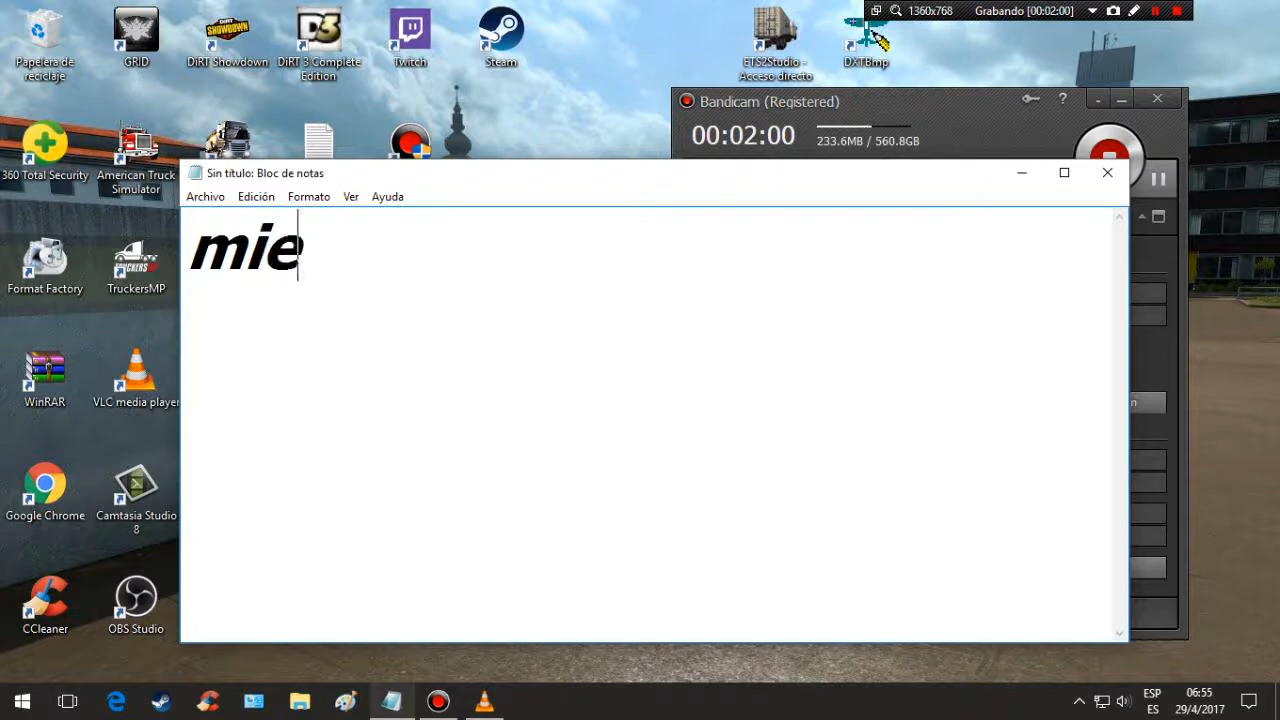 1360x768 Grabando [00:02:00]
Papelera de
reciclaje
GRID
DiRT Showdown
DiRT 3 Complete
Edition
Twitch
Steam
ETS2Studio -
Acceso directo
DXTBmp
Bandicam (Registered)
00:02:00
233.6MB / 560.8GB
360 Total Security
American Truck
Simulator
Sin título: Bloc de notas
Archivo Edición Formato Ver Ayuda
mie
Format Factory
TruckersMP
WinRAR
VLC media player
Google Chrome
Camtasia Studio
8
CCleaner
OBS Studio
ESP
ES
06:55
29/4/2017